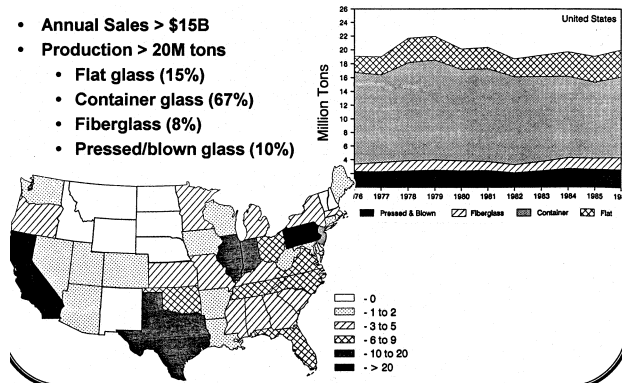 • Annual Sales > $15B
• Production > 20M tons
• Flat glass (15%)
• Container glass (67%)
• Fiberglass (8%)
• Pressed/blown glass (10%)
United States
Million Tons
26
24
22
20
18
16
14
12
10
8
6
4
76 1977 1978 1979 1980 1981 1982 1983 1984 1985 19
Pressed & Blown Fiberglass Container Flat
- 0
- 1 to 2
- 3 to 5
- 6 to 9
- 10 to 20
- > 20